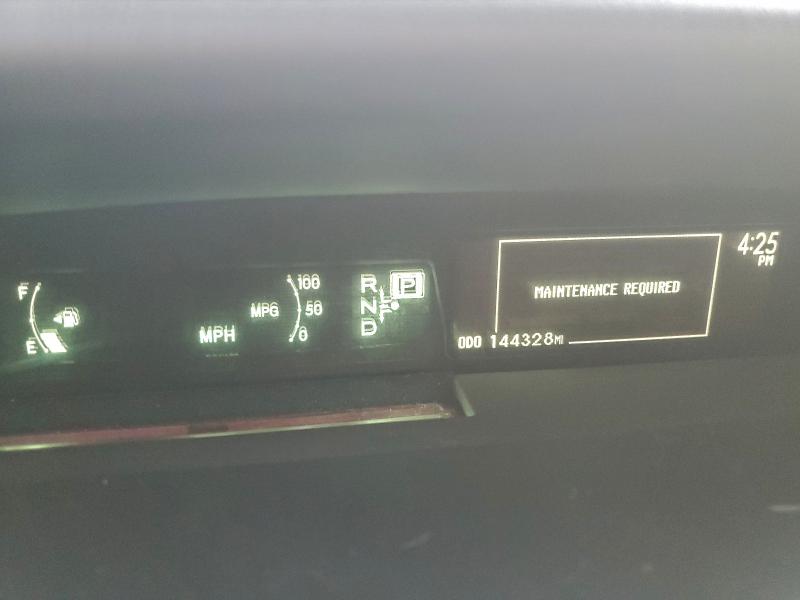 F
E
MPH
MPG
100
50
0
R
N
D
P
B
MAINTENANCE REQUIRED
ODO 144328MI
4:25
PM